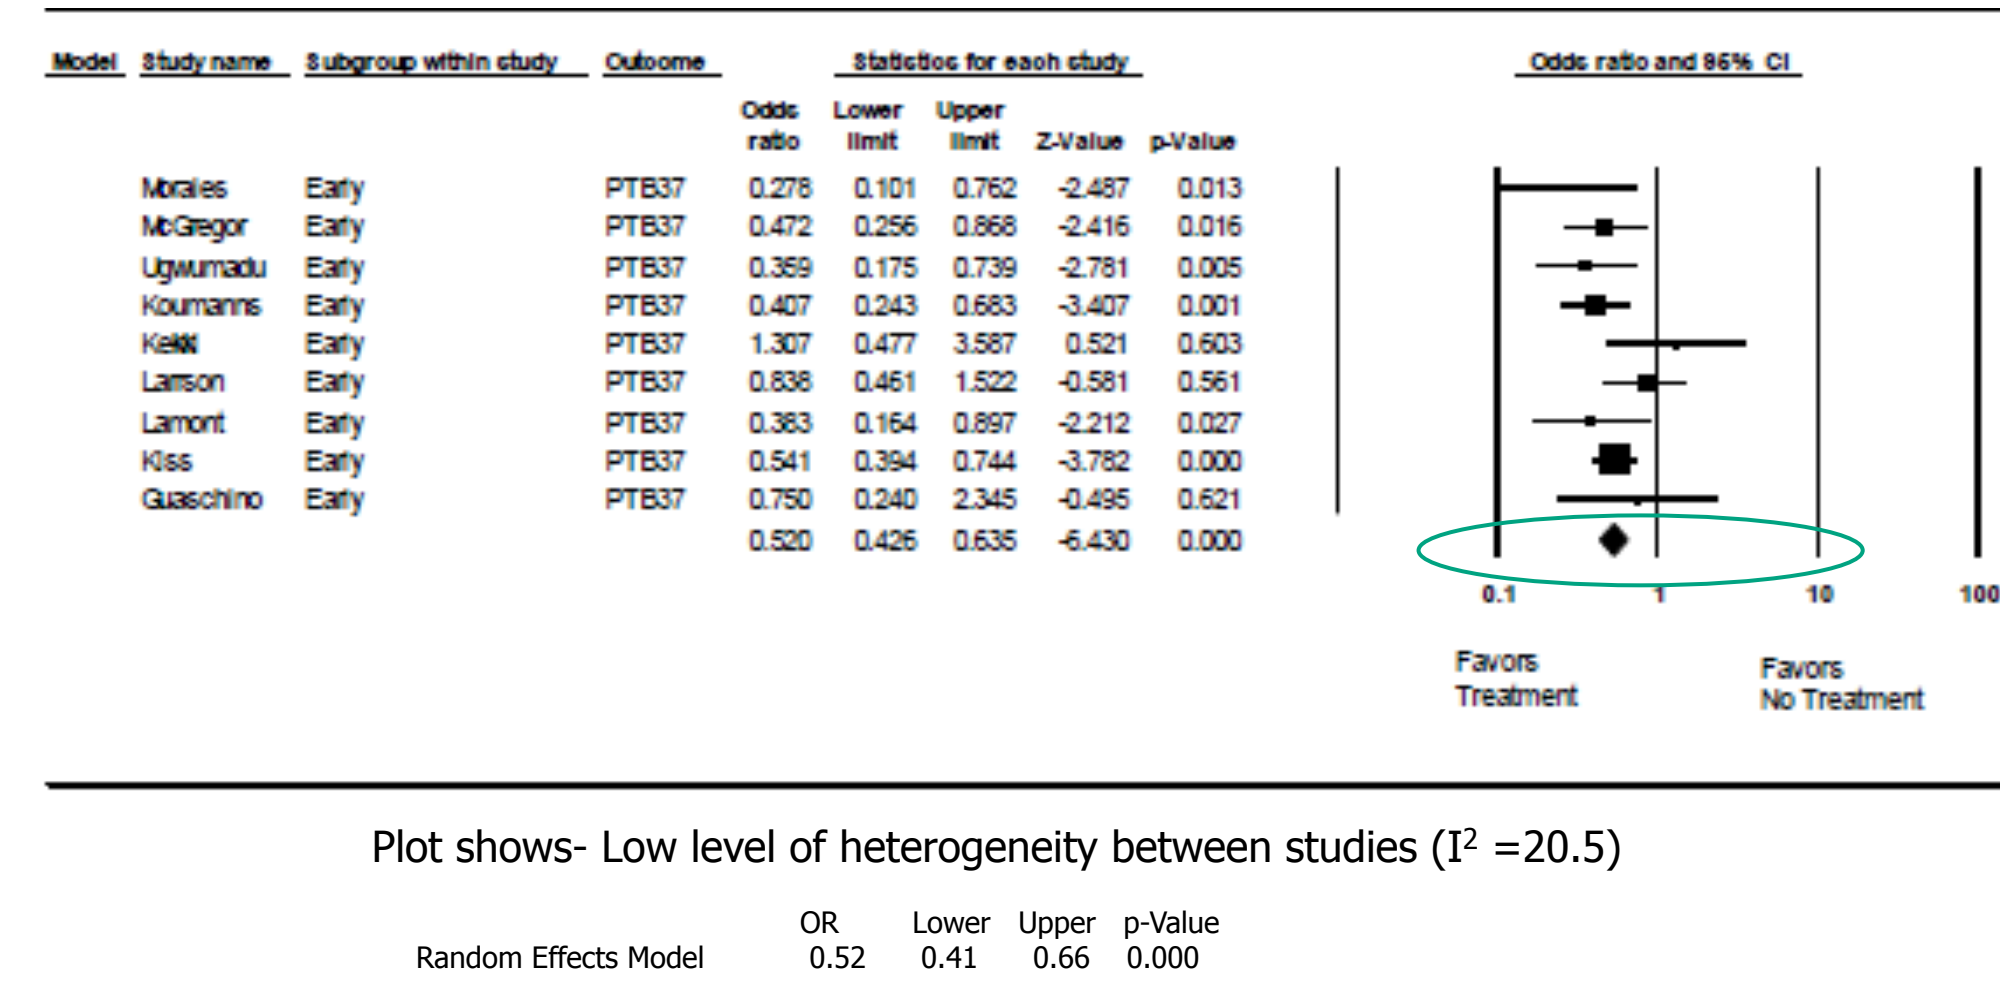 Model Study name Subgroup within study Outcome Statistics for each study Odds ratio and 95% CI
Odds Lower Upper
ratio limit limit Z-Value p-Value
Morales Early PTB37 0.278 0.101 0.762 -2.487 0.013
McGregor Early PTB37 0.472 0.256 0.868 -2.416 0.016
Ugwumadu Early PTB37 0.359 0.175 0.739 -2.781 0.005
Koumanns Early PTB37 0.407 0.243 0.683 -3.407 0.001
Kekki Early PTB37 1.307 0.477 3.587 0.521 0.603
Larrson Early PTB37 0.838 0.461 1.522 -0.581 0.561
Lamont Early PTB37 0.383 0.164 0.897 -2.212 0.027
Kiss Early PTB37 0.541 0.394 0.744 -3.782 0.000
Guaschino Early PTB37 0.750 0.240 2.345 -0.495 0.621
0.520 0.426 0.635 -6.430 0.000
0.1 1 10 100
Favors Favors
Treatment No Treatment
Plot shows- Low level of heterogeneity between studies (I² =20.5)
OR Lower Upper p-Value
Random Effects Model 0.52 0.41 0.66 0.000